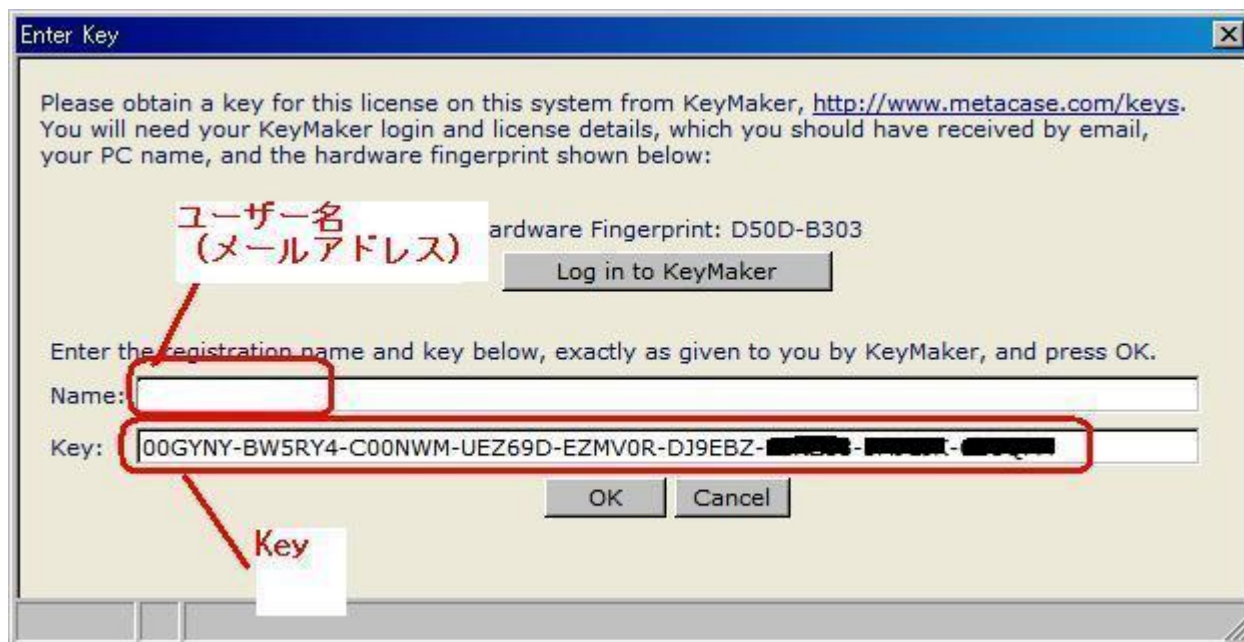 Enter Key
Please obtain a key for this license on this system from KeyMaker, http://www.metacase.com/keys.
You will need your KeyMaker login and license details, which you should have received by email,
your PC name, and the hardware fingerprint shown below:
ユーザー名
(メールアドレス)
ardware Fingerprint: D50D-B303
Log in to KeyMaker
Enter the registration name and key below, exactly as given to you by KeyMaker, and press OK.
Name:
Key: 00GYNY-BW5RY4-C00NWM-UEZ69D-EZMV0R-DJ9EBZ-
OK Cancel
Key